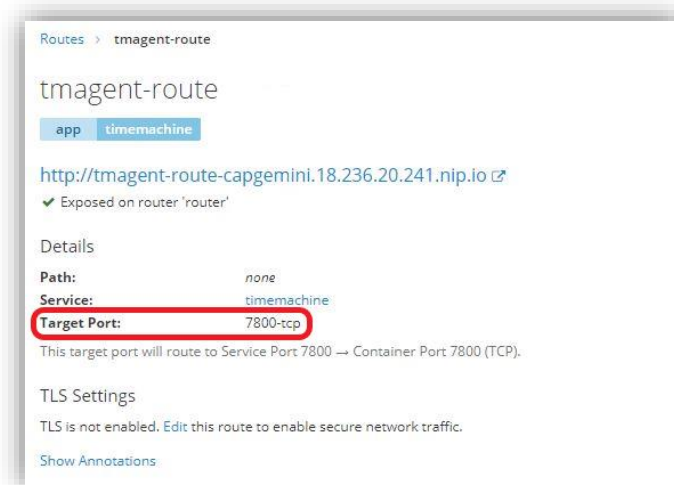 Routes > tmagent-route
tmagent-route
app timemachine
http://tmagent-route-capgemini.18.236.20.241.nip.io
Exposed on router 'router'
Details
Path: none
Service: timemachine
Target Port: 7800-tcp
This target port will route to Service Port 7800 → Container Port 7800 (TCP).
TLS Settings
TLS is not enabled. Edit this route to enable secure network traffic.
Show Annotations